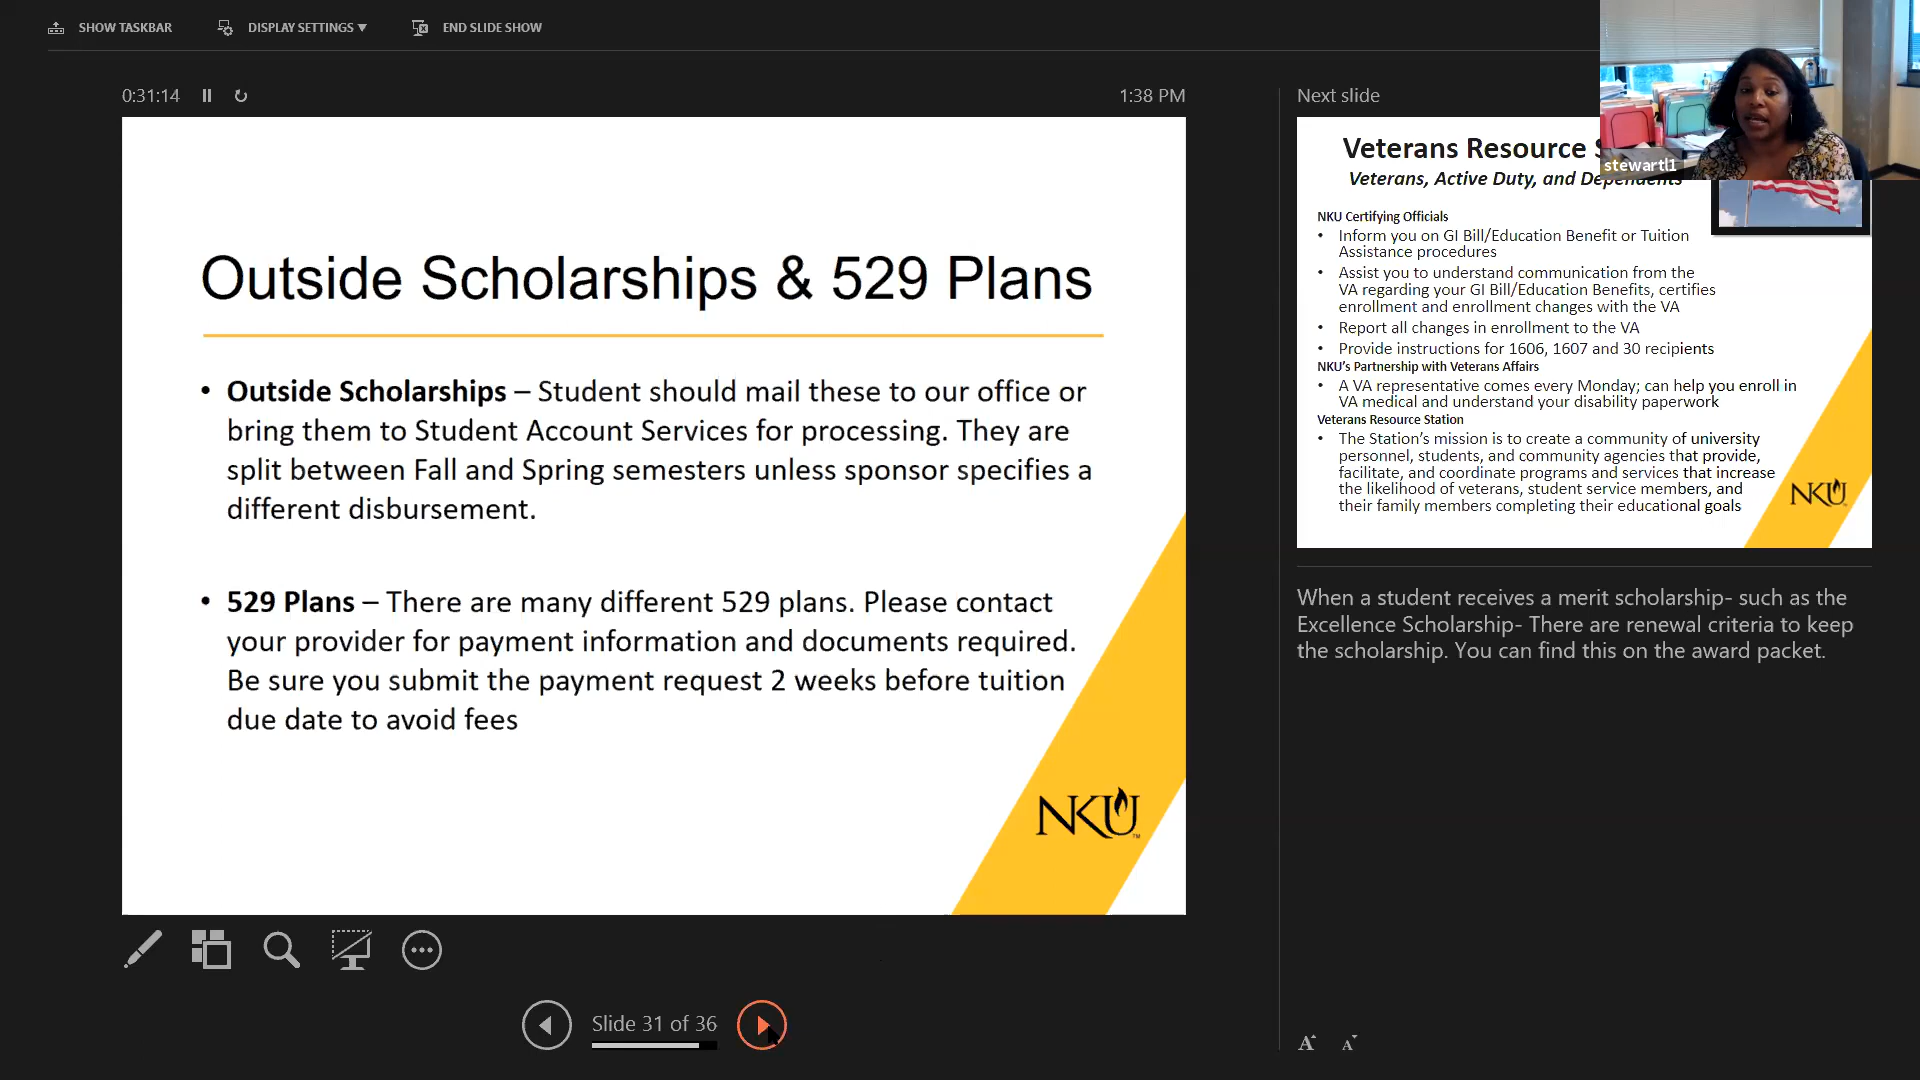 SHOW TASKBAR
DISPLAY SETTINGS ▼
END SLIDE SHOW
0:31:14
1:38 PM
Outside Scholarships & 529 Plans
• Outside Scholarships – Student should mail these to our office or
bring them to Student Account Services for processing. They are
split between Fall and Spring semesters unless sponsor specifies a
different disbursement.
• 529 Plans – There are many different 529 plans. Please contact
your provider for payment information and documents required.
Be sure you submit the payment request 2 weeks before tuition
due date to avoid fees
NKU
TM
Slide 31 of 36
Next slide
stewartl1
Veterans Resource
Veterans, Active Duty, and Dependents
NKU Certifying Officials
• Inform you on GI Bill/Education Benefit or Tuition
Assistance procedures
• Assist you to understand communication from the
VA regarding your GI Bill/Education Benefits, certifies
enrollment and enrollment changes with the VA
• Report all changes in enrollment to the VA
• Provide instructions for 1606, 1607 and 30 recipients
NKU's Partnership with Veterans Affairs
• A VA representative comes every Monday; can help you enroll in
VA medical and understand your disability paperwork
Veterans Resource Station
• The Station's mission is to create a community of university
personnel, students, and community agencies that provide,
facilitate, and coordinate programs and services that increase
the likelihood of veterans, student service members, and
their family members completing their educational goals
NKU
When a student receives a merit scholarship- such as the
Excellence Scholarship- There are renewal criteria to keep
the scholarship. You can find this on the award packet.
A A